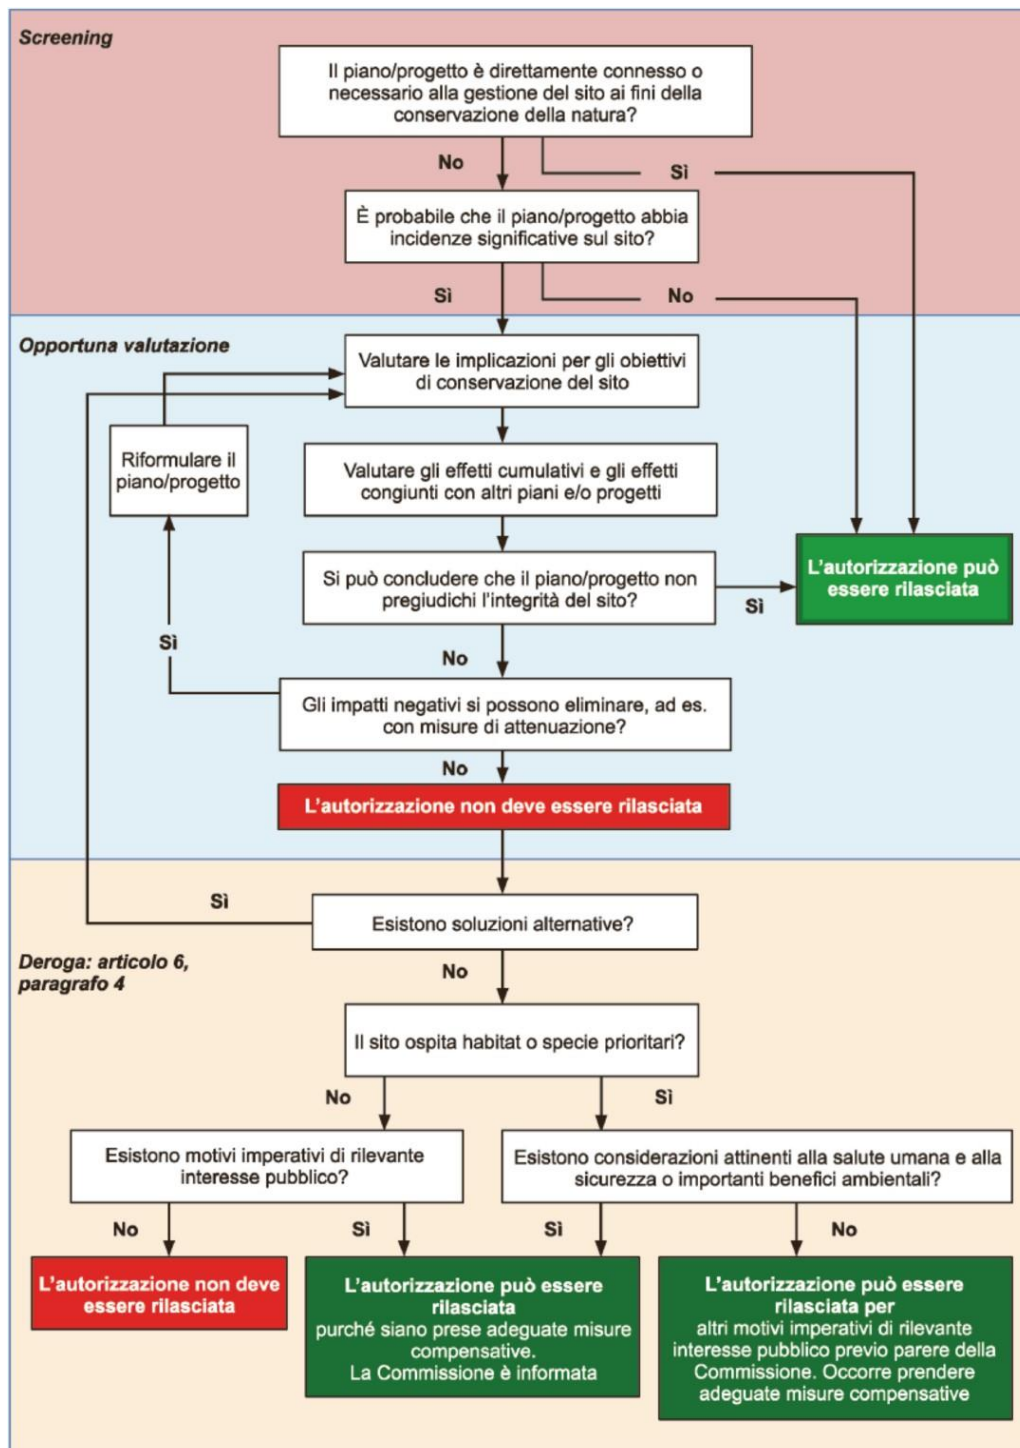 Screening
Il piano/progetto è direttamente connesso o
necessario alla gestione del sito ai fini della
conservazione della natura?
No
Sì
È probabile che il piano/progetto abbia
incidenze significative sul sito?
Sì
No
Opportuna valutazione
Valutare le implicazioni per gli obiettivi
di conservazione del sito
Riformulare il
piano/progetto
Valutare gli effetti cumulativi e gli effetti
congiunti con altri piani e/o progetti
Si può concludere che il piano/progetto non
pregiudichi l'integrità del sito?
Sì
L'autorizzazione può
essere rilasciata
Sì
No
Gli impatti negativi si possono eliminare, ad es.
con misure di attenuazione?
No
L'autorizzazione non deve essere rilasciata
Sì
Esistono soluzioni alternative?
Deroga: articolo 6,
paragrafo 4
No
Il sito ospita habitat o specie prioritari?
No
Sì
Esistono motivi imperativi di rilevante
interesse pubblico?
Esistono considerazioni attinenti alla salute umana e alla
sicurezza o importanti benefici ambientali?
No
Sì
Sì
No
L'autorizzazione non deve
essere rilasciata
L'autorizzazione può essere
rilasciata
purché siano prese adeguate misure
compensative.
La Commissione è informata
L'autorizzazione può essere
rilasciata per
altri motivi imperativi di rilevante
interesse pubblico previo parere della
Commissione. Occorre prendere
adeguate misure compensative